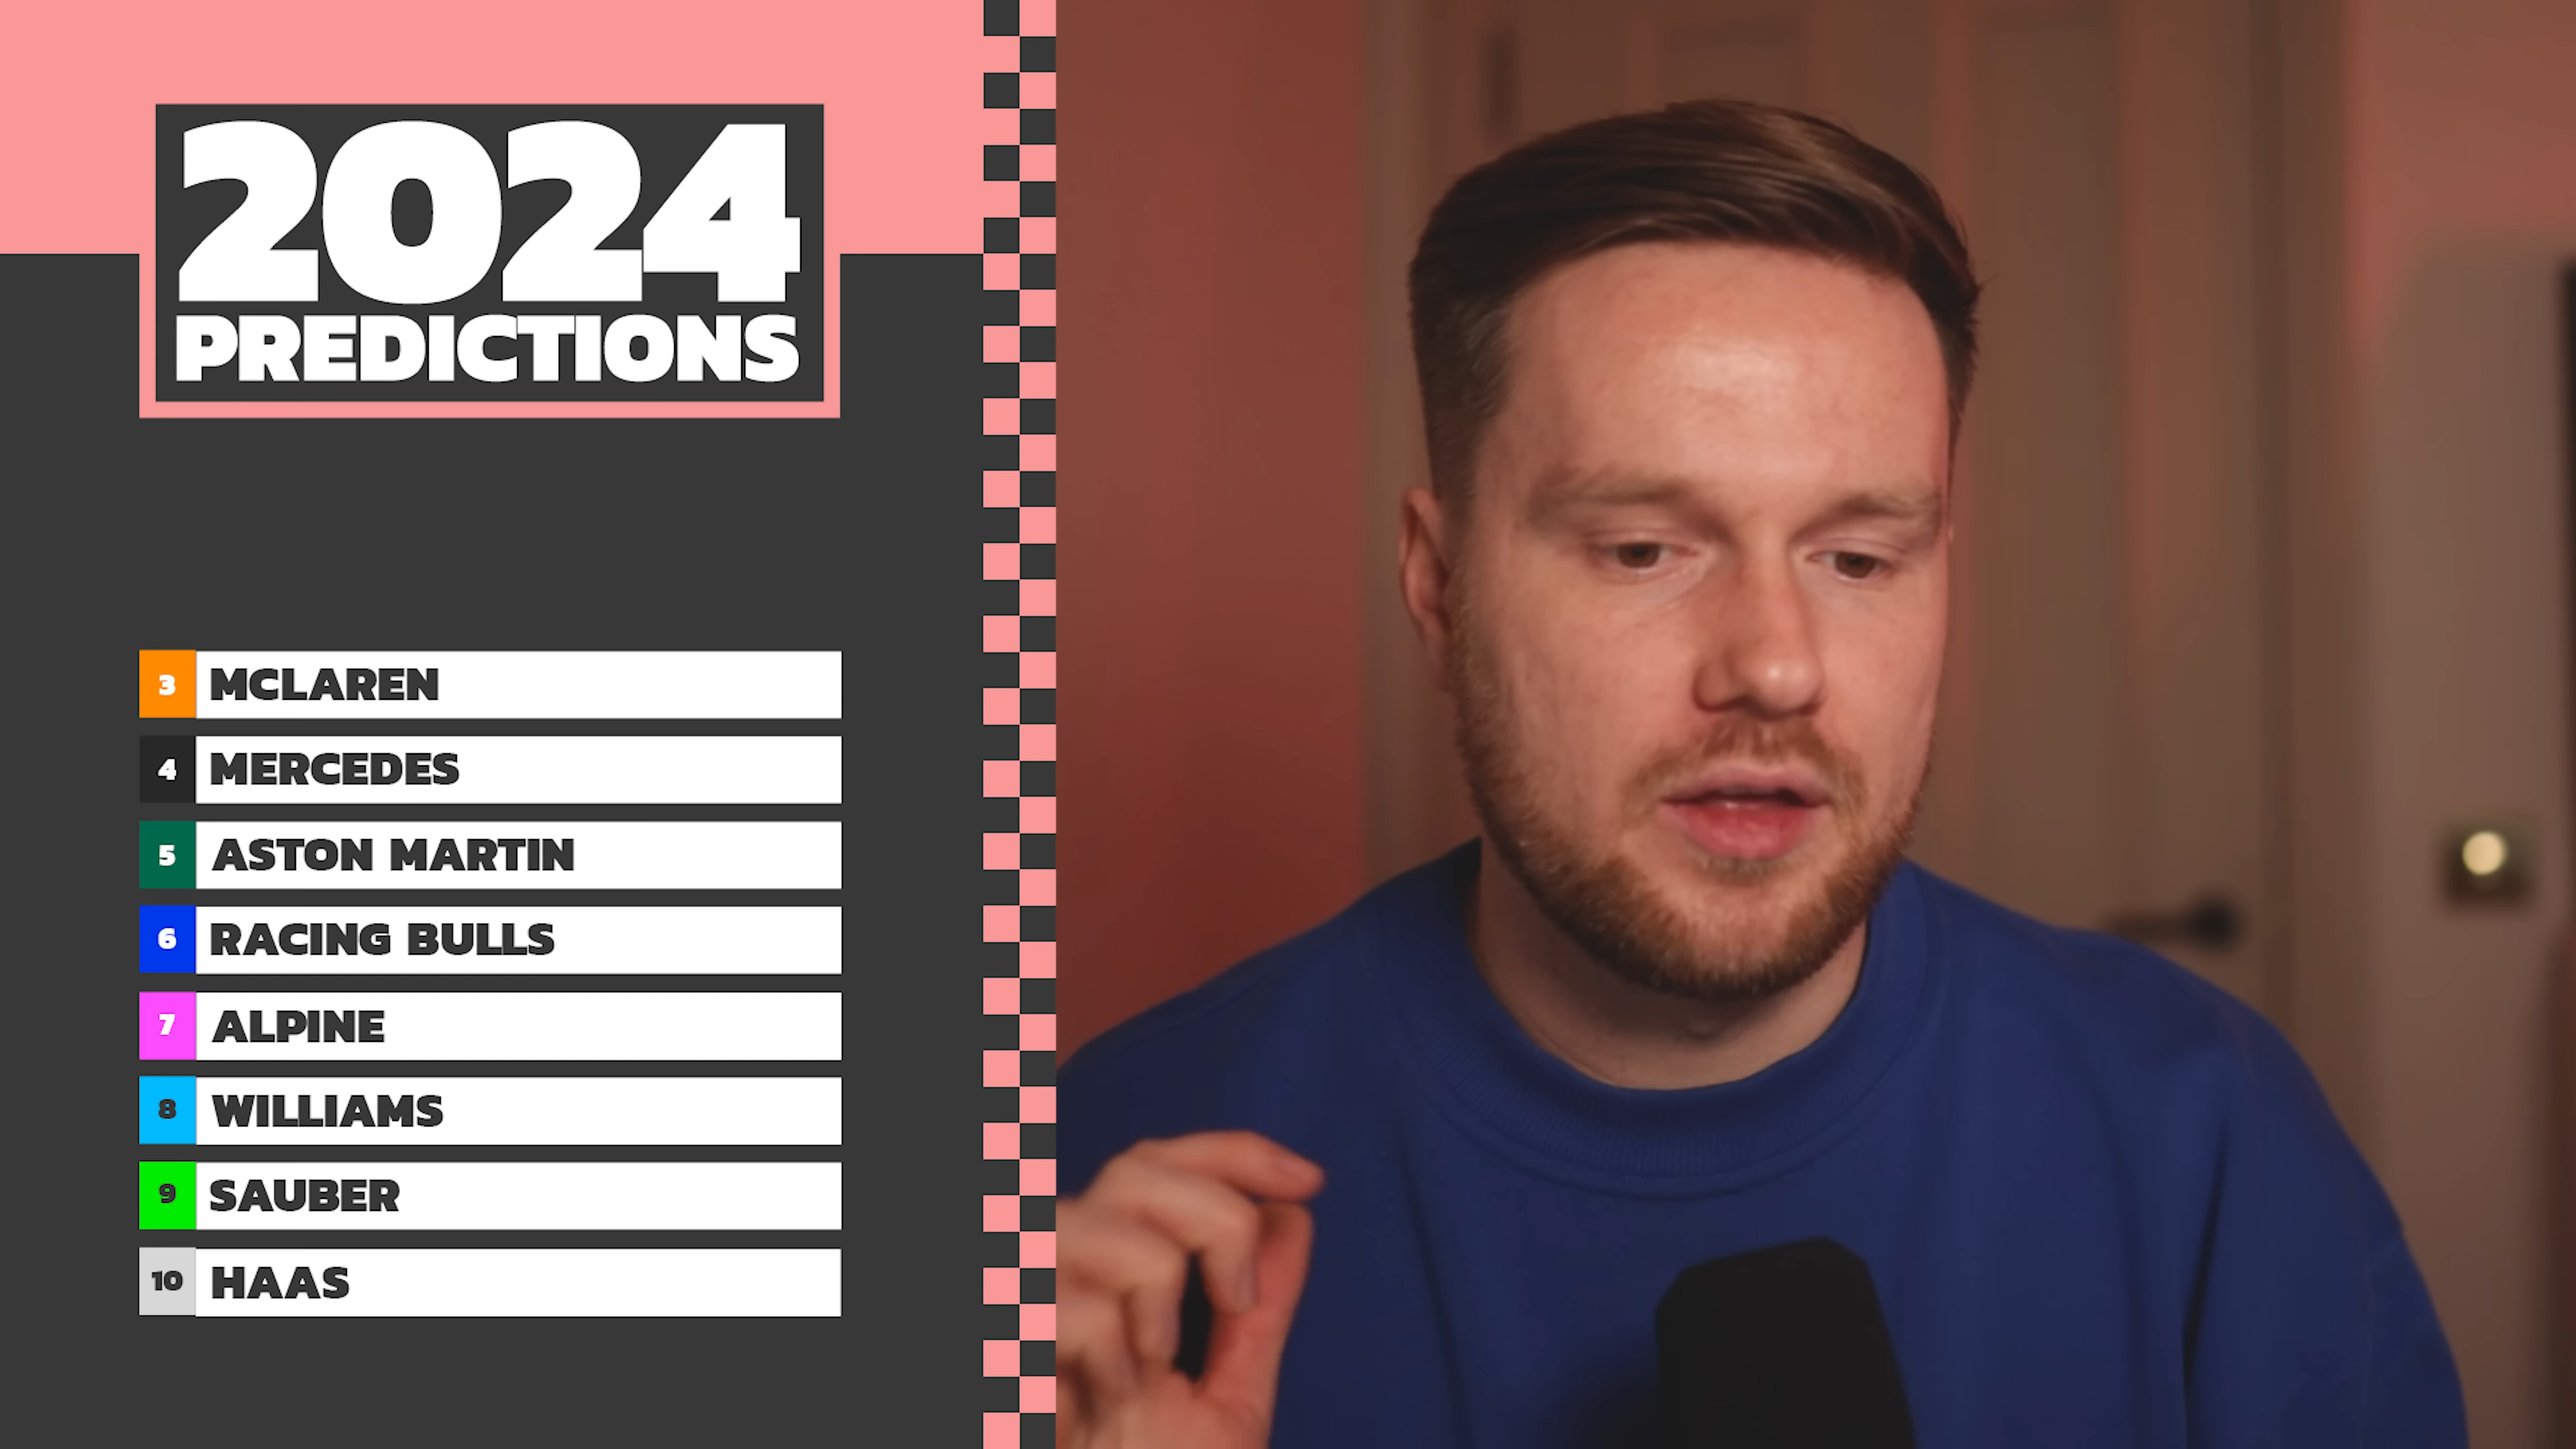 2024
PREDICTIONS
3 MCLAREN
4 MERCEDES
5 ASTON MARTIN
6 RACING BULLS
7 ALPINE
8 WILLIAMS
9 SAUBER
10 HAAS